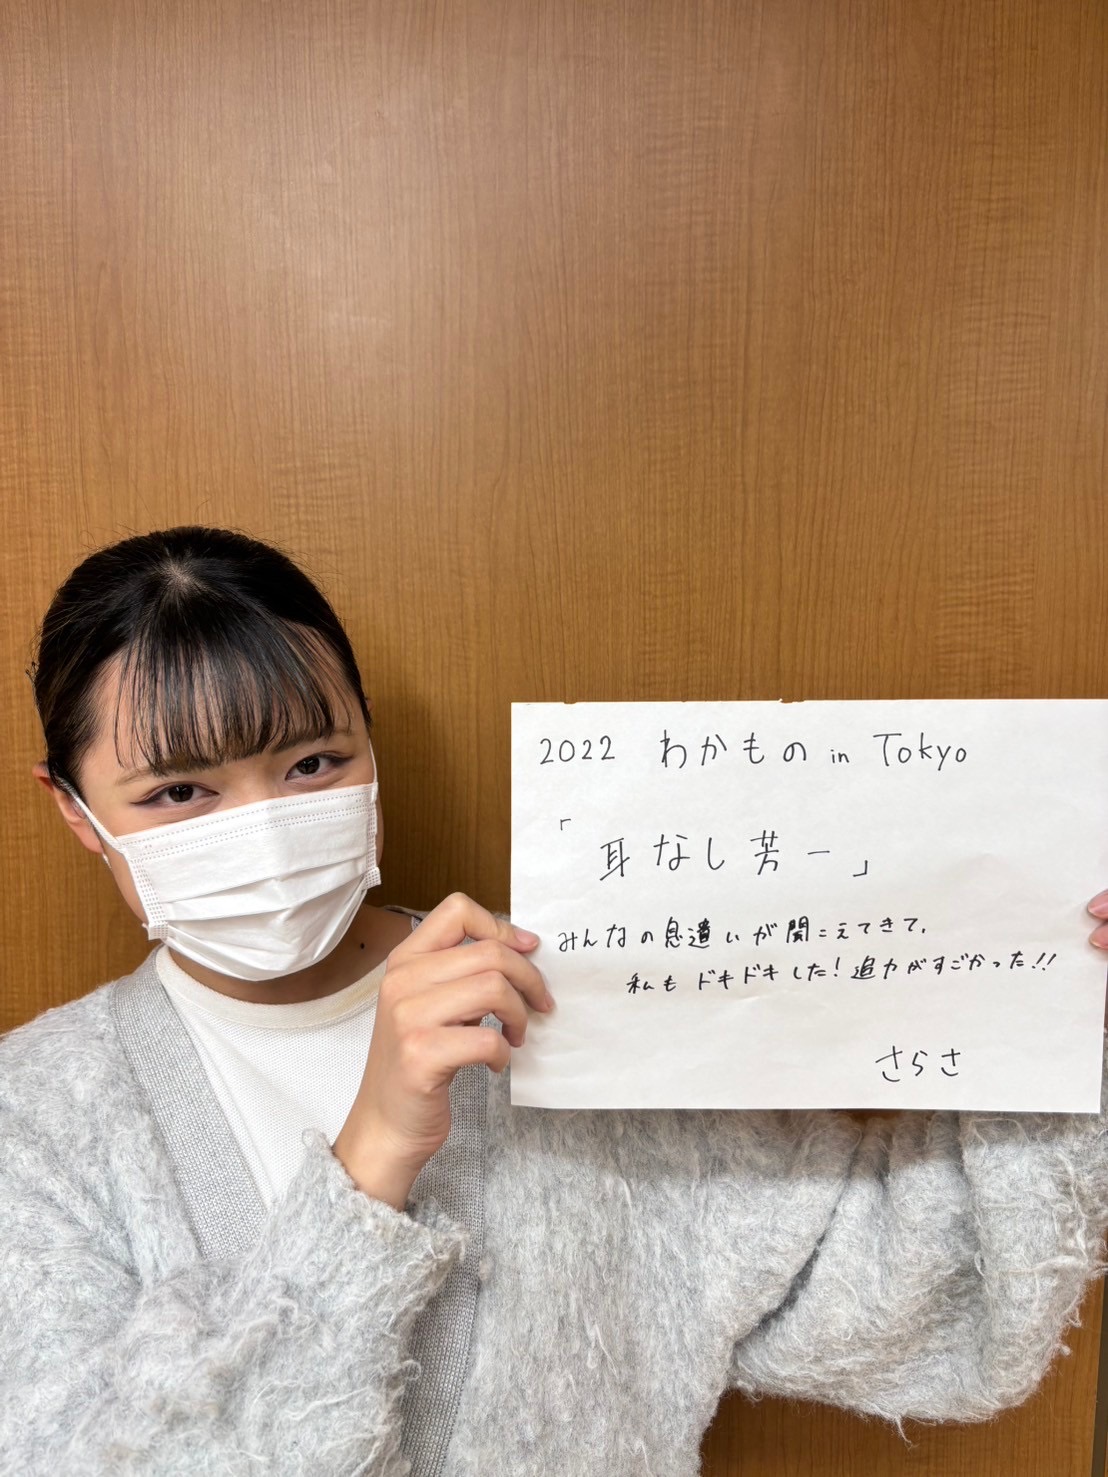 2022 わかもの in Tokyo
「耳なし芳一」
みんなの息遣いが聞こえてきて、
私もドキドキした!迫力がすごかった!!
さらさ